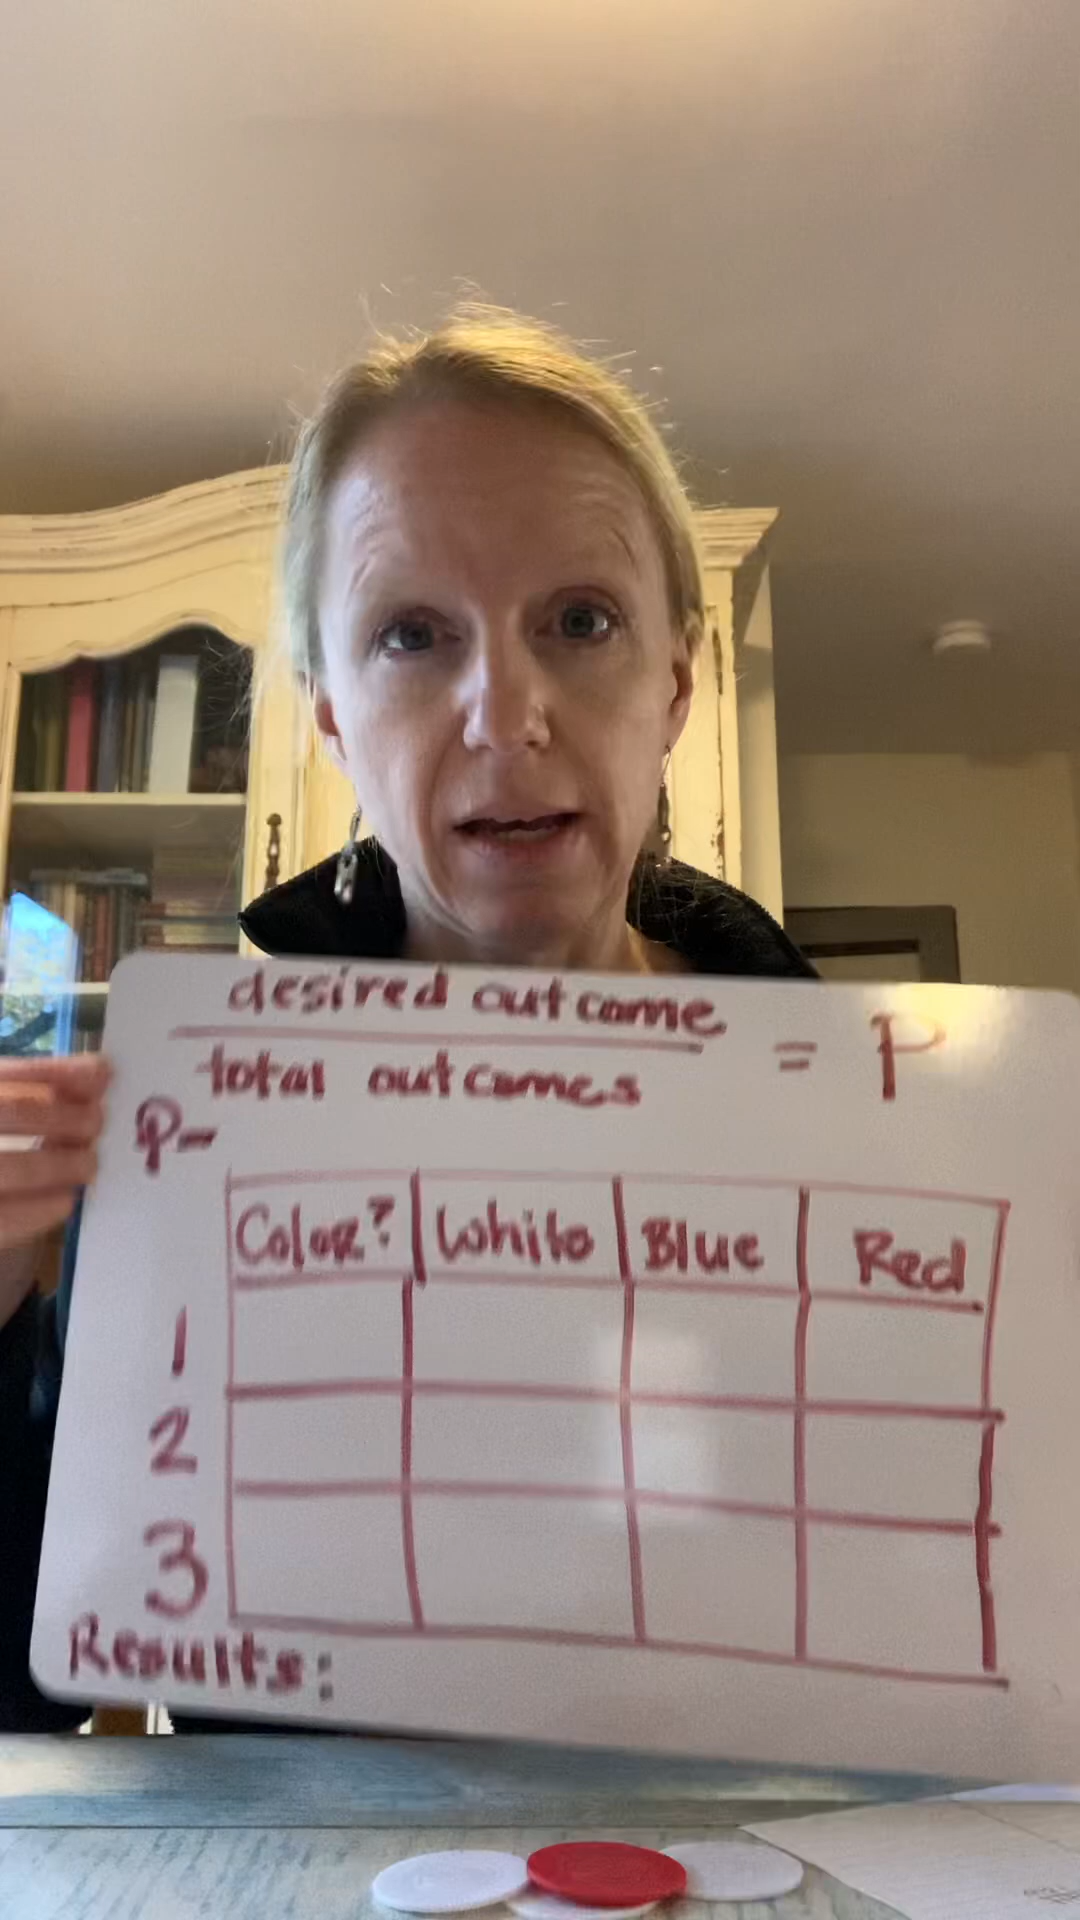 desired outcome
total outcomes = P
P-
Color? White Blue Red
1
2
3
Results: